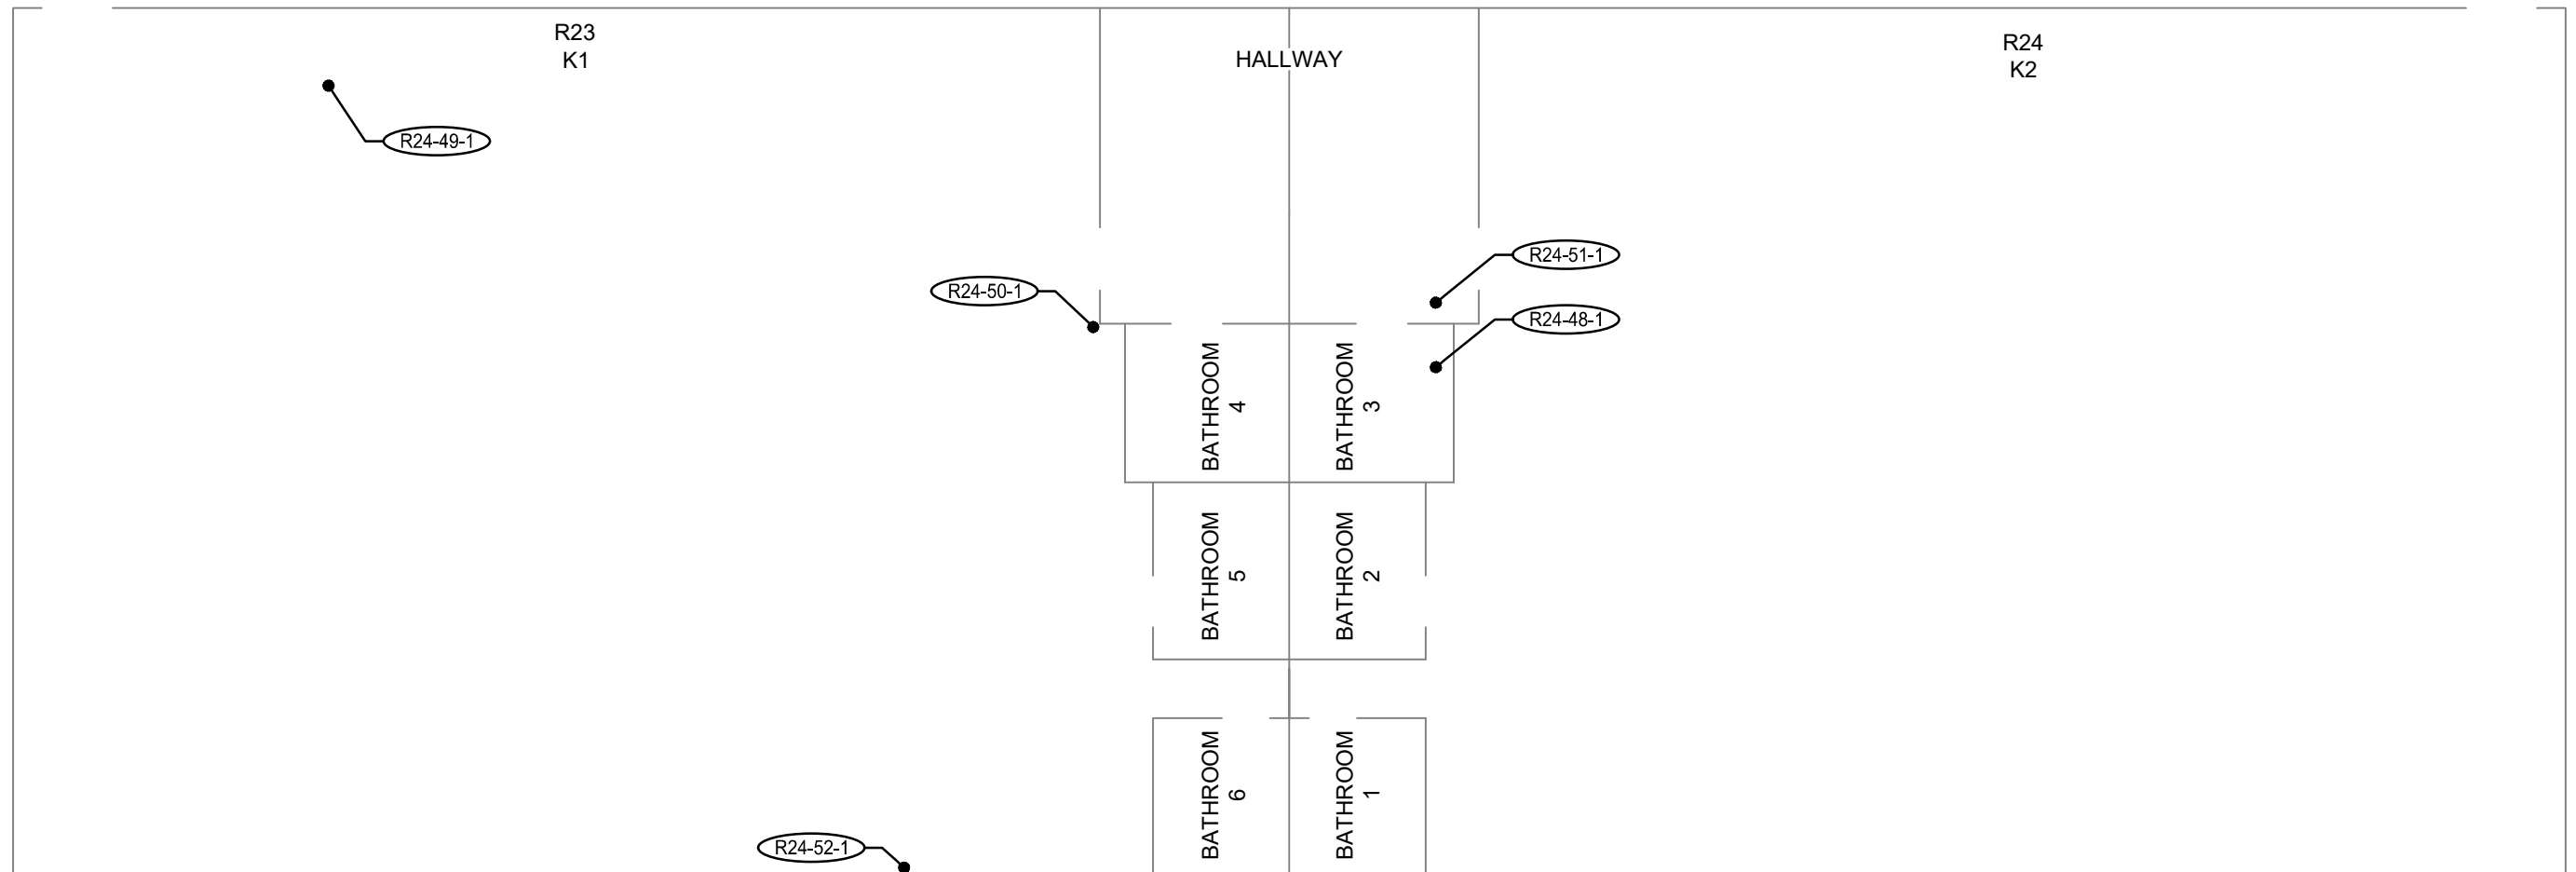 R23
K1
HALLWAY
R24
K2
R24-49-1
R24-51-1
R24-50-1
R24-48-1
BATHROOM
4
BATHROOM
3
BATHROOM
5
BATHROOM
2
BATHROOM
6
BATHROOM
1
R24-52-1